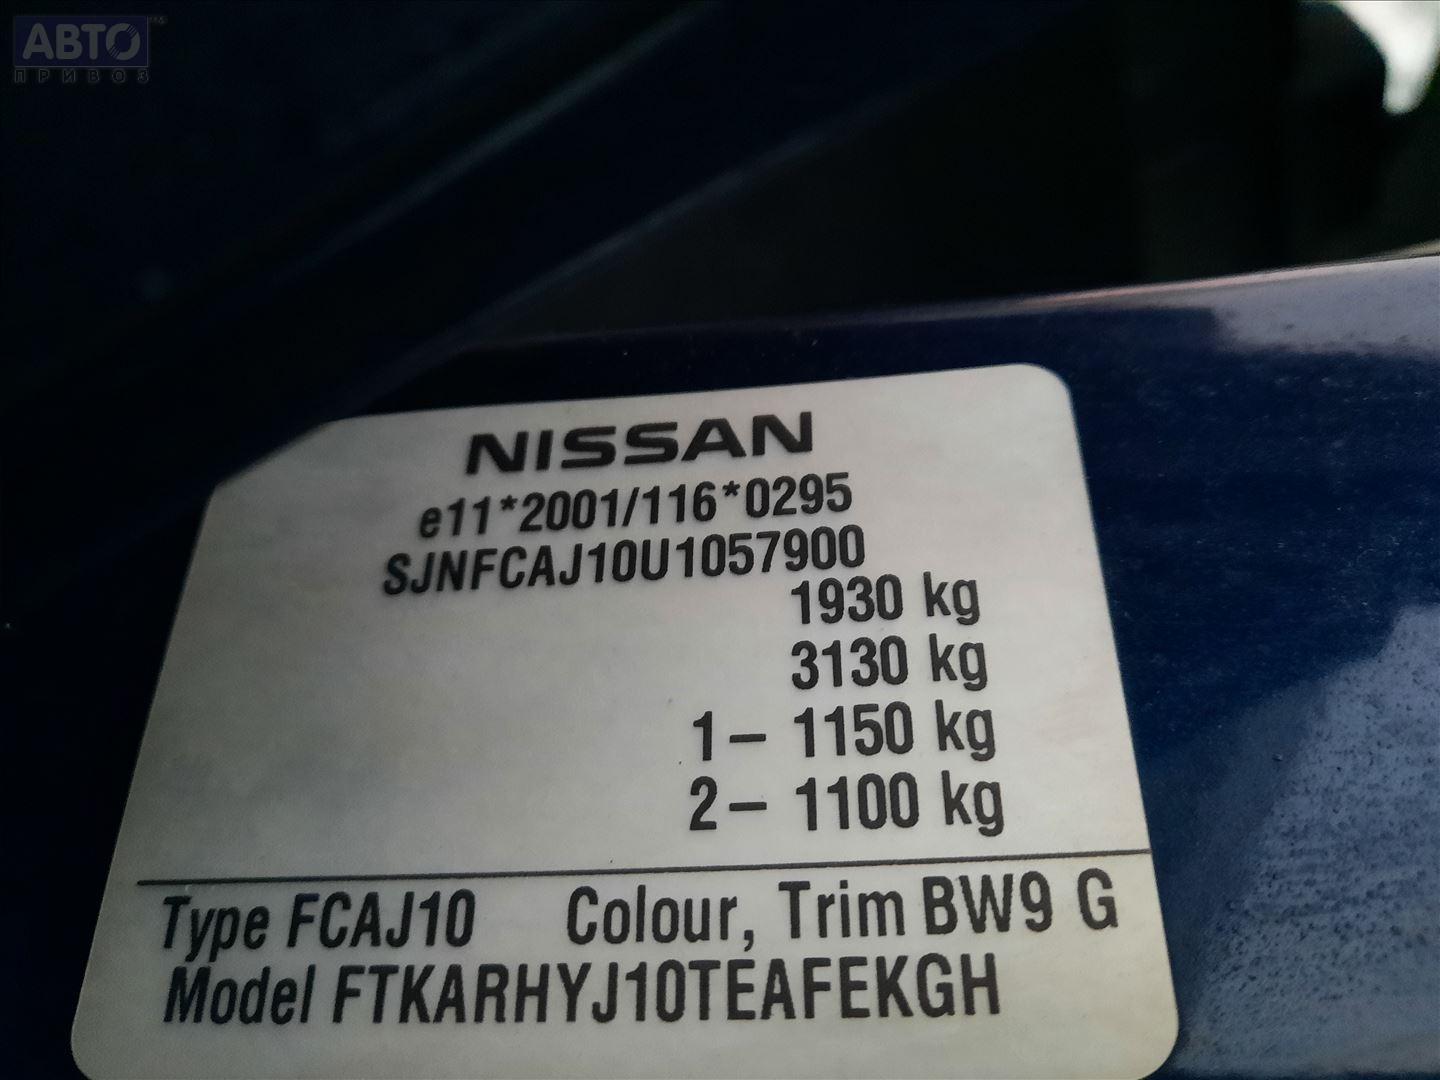 АВТО™
ПРИВОЗ
NISSAN
e11*2001/116*0295
SJNFCAJ10U1057900
1930 kg
3130 kg
1– 1150 kg
2– 1100 kg
Type FCAJ10 Colour, Trim BW9 G
Model FTKARHYJ10TEAFEKGH